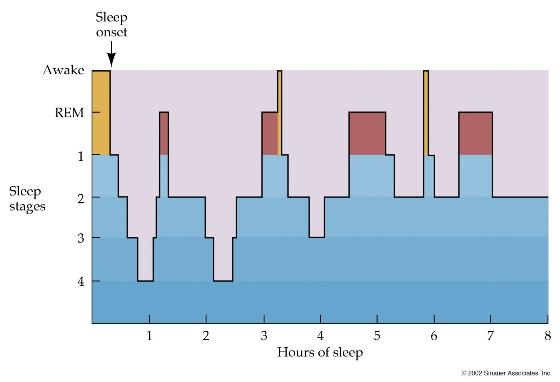 Sleep
onset
Awake
REM
1
2
3
4
Sleep
stages
1 2 3 4 5 6 7 8
Hours of sleep
© 2002 Sinauer Associates, Inc.